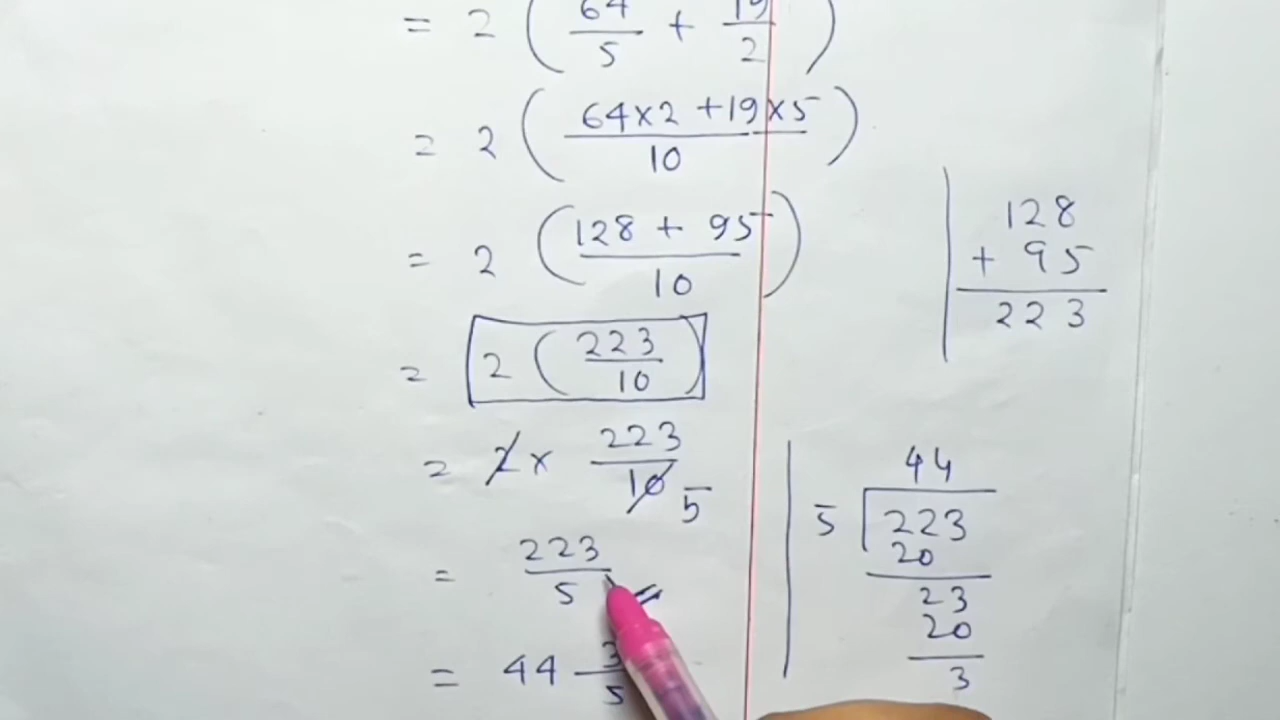 = 2 ( 64/5 + 19/2 )
= 2 ( 64×2 + 19×5 / 10 )
= 2 ( 128 + 95 / 10 )
= 2 ( 223/10 )
= 2 × 223/10 5
= 223/5
= 44 3/5
128
+ 95
223
44
5 223
20
23
20
3